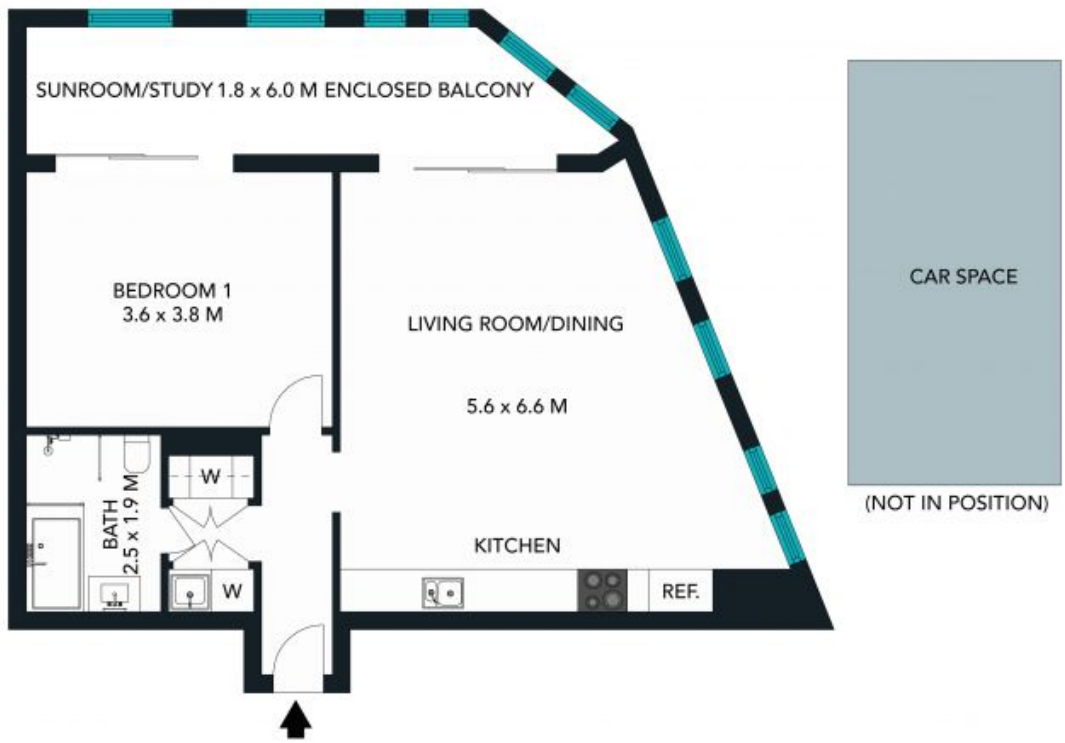 SUNROOM/STUDY 1.8 x 6.0 M ENCLOSED BALCONY
BEDROOM 1
3.6 x 3.8 M
LIVING ROOM/DINING
5.6 x 6.6 M
CAR SPACE
(NOT IN POSITION)
BATH
2.5 x 1.9 M
W
W
KITCHEN
REF.